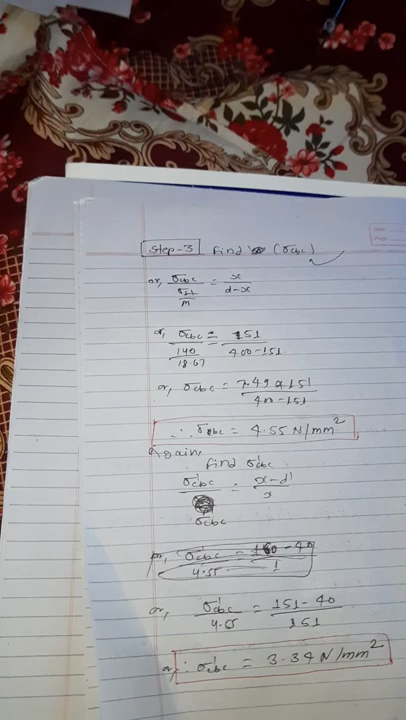 Step-3 Find (σcbc)
or, σcbc / (σst / m) = x / (d-x)
or, σcbc / (140 / 18.67) = 151 / (400-151)
or, σcbc = 7.49 × 151 / (400-151)
∴ σcbc = 4.55 N/mm²
Again,
Find σ'cbc
σ'cbc / σcbc = (x-d') / x
or, σ'cbc / 4.55 = (151-40) / 151
or, ∴ σ'cbc = 3.34 N/mm²